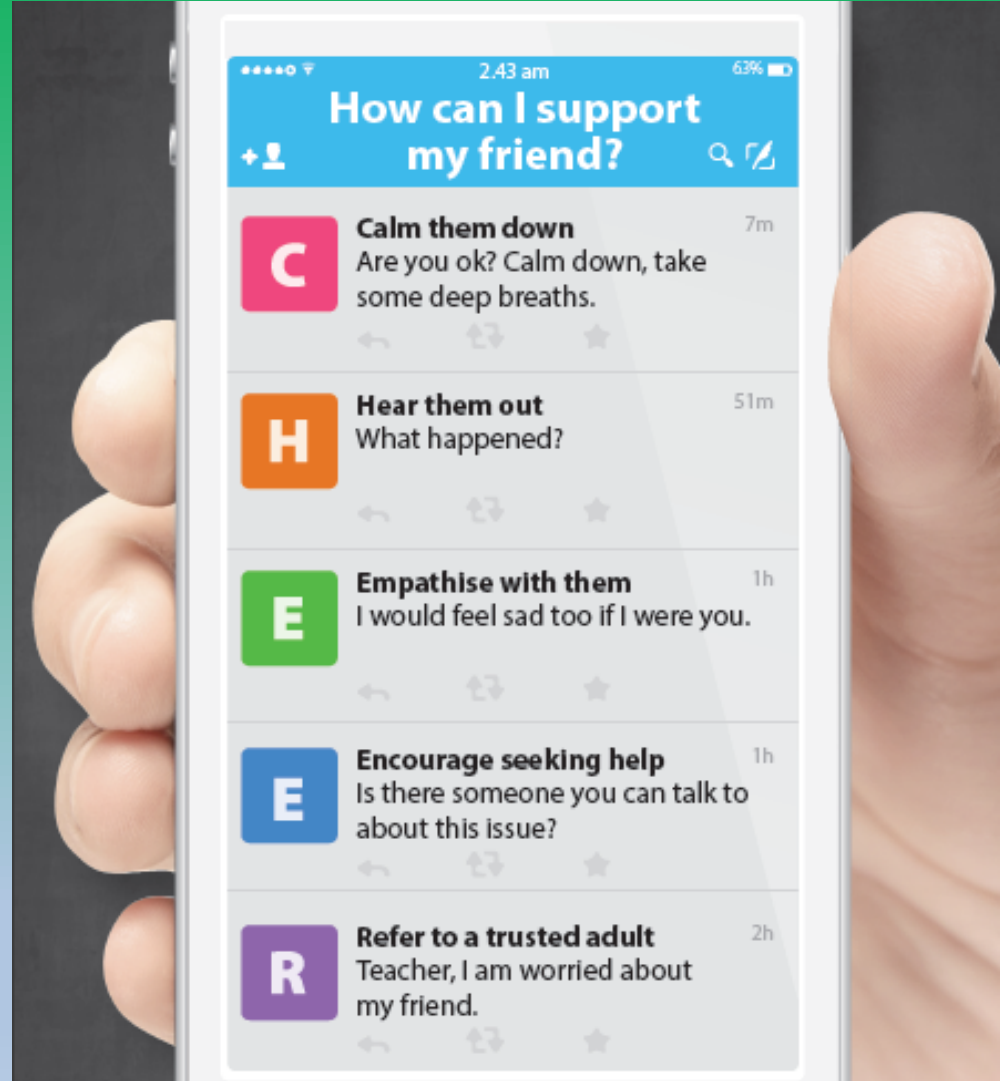 2.43 am
63%
How can I support
my friend?
C
Calm them down
7m
Are you ok? Calm down, take
some deep breaths.
H
Hear them out
51m
What happened?
E
Empathise with them
1h
I would feel sad too if I were you.
E
Encourage seeking help
1h
Is there someone you can talk to
about this issue?
R
Refer to a trusted adult
2h
Teacher, I am worried about
my friend.